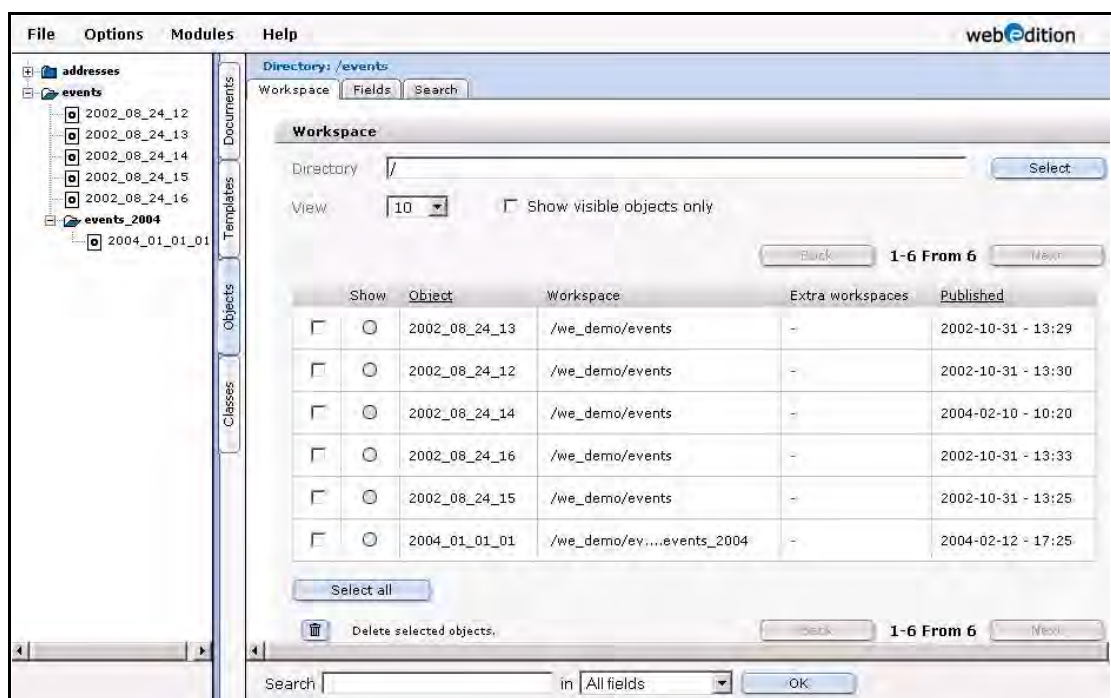 File Options Modules Help
webEdition
addresses
events
2002_08_24_12
2002_08_24_13
2002_08_24_14
2002_08_24_15
2002_08_24_16
events_2004
2004_01_01_01
Documents
Templates
Objects
Classes
Directory: /events
Workspace Fields Search
Workspace
Directory / Select
View 10 Show visible objects only
Back 1-6 From 6 Next
Show Object Workspace Extra workspaces Published
2002_08_24_13 /we_demo/events - 2002-10-31 - 13:29
2002_08_24_12 /we_demo/events - 2002-10-31 - 13:30
2002_08_24_14 /we_demo/events - 2004-02-10 - 10:20
2002_08_24_16 /we_demo/events - 2002-10-31 - 13:33
2002_08_24_15 /we_demo/events - 2002-10-31 - 13:25
2004_01_01_01 /we_demo/ev....events_2004 - 2004-02-12 - 17:25
Select all
Delete selected objects. Back 1-6 From 6 Next
Search in All fields OK